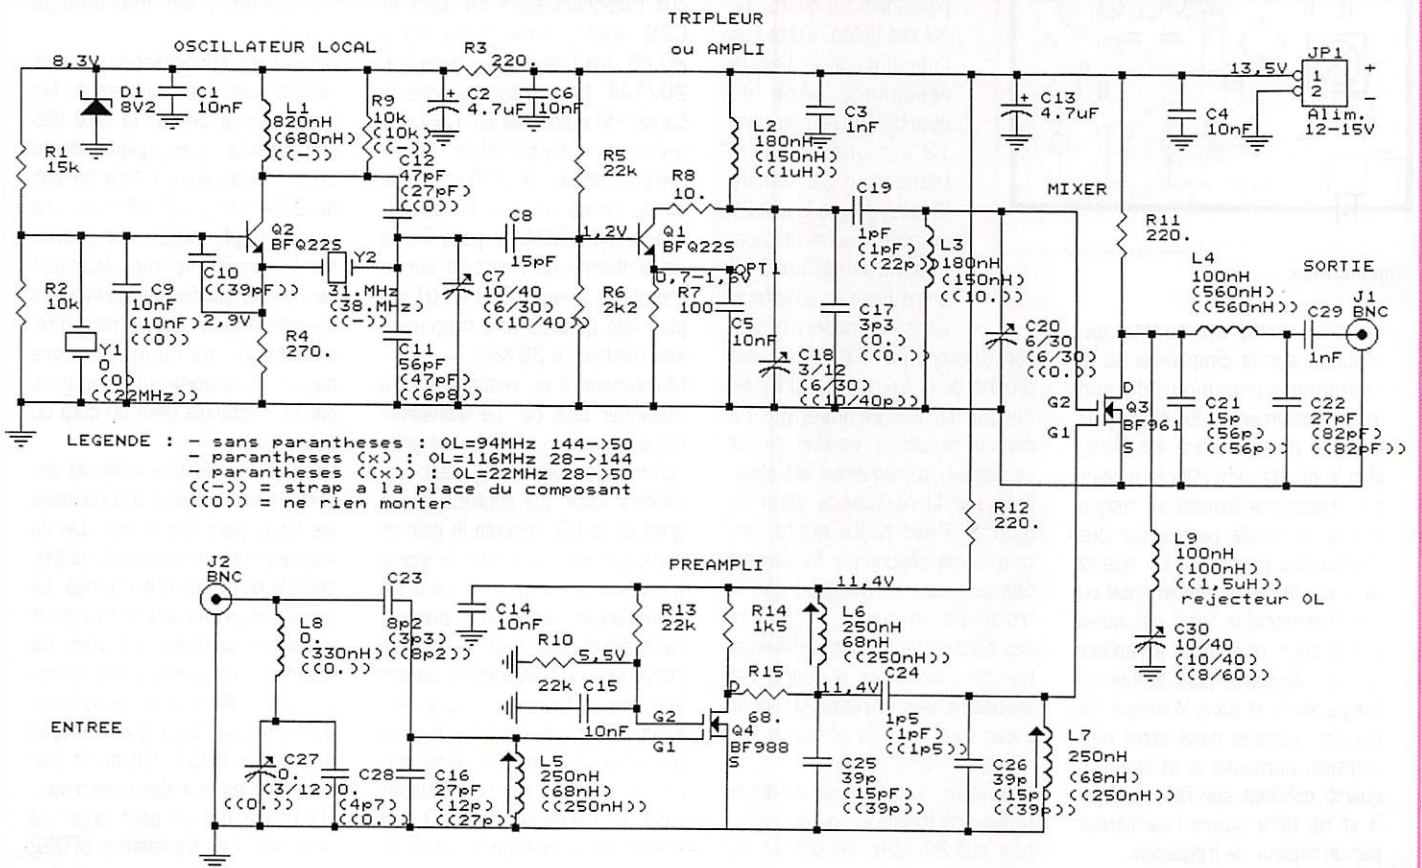 TRIPLEUR
ou AMPLI
OSCILLATEUR LOCAL
8,3V
D1
8V2
C1
10nF
L1
820nH
(680nH)
((-))
R9
10k
(10k)
((-))
R3
220.
C2
4.7uF
C6
10nF
L2
180nH
(150nH)
((1uH))
C3
1nF
C13
4.7uF
+
C4
10nF
13,5V
JP1
1
2
Alim.
12-15V
R1
15k
C12
47pF
(27pF)
((0))
R5
22k
R8
10.
C19
1pF
(1pF)
((22p))
MIXER
R11
220.
Q2
BFQ22S
C8
15pF
1,2V
Q1
BFQ22S
L3
180nH
(150nH)
((0.))
L4
100nH
(560nH)
((560nH))
SORTIE
J1
BNC
C10
0.
((39pF))
Y2
31.MHz
(38.MHz)
((0))
C7
10/40
(6/30)
((10/40))
R6
2k2
0,7-1,8V
OPT1
R7
100
C5
10nF
C17
3p3
(0.)
((0.))
C18
3/12
(6/30)
((10/40p))
C20
6/30
(6/30)
((0.))
C29
1nF
R2
10k
C9
10nF
(10nF)
((0))
2,9V
R4
470.
Y1
0
(0)
((22MHz))
C11
56pF
(47pF)
((6p8))
D
G2
G1
S
Q3
BF961
C21
15p
(56p)
((56p))
C22
27pF
(82pF)
((82pF))
LEGENDE : - sans parantheses : OL=94MHz 144->50
- parantheses (x) : OL=116MHz 28->144
- parantheses ((x)) : OL=22MHz 28->50
((-)) = strap a la place du composant
((0)) = ne rien monter
R12
220.
100nH
(100nH)
((1,5uH))
rejecteur OL
C30
10/40
(10/40)
((8/60))
J2
BNC
PREAMPLI
11,4V
C23
8p2
(3p3)
((8p2))
C14
10nF
R13
22k
R14
1K5
L6
250nH
68nH
((250nH))
L8
0.
(330nH)
((0.))
R10
22k
5,5V
C15
10nF
R15
68.
11,4V
C24
1p5
1pF
((1p5))
D
G2
G1
S
Q4
BF988
ENTREE
C27
0.
(3/12)
((0.))
C28
0.
(4p7)
((0.))
C16
27pF
(12p)
((27p))
L5
250nH
(68nH)
((250nH))
C25
39p
(15pF)
((39p))
C26
39p
(15p)
((39p))
L7
250nH
(68nH)
((250nH))